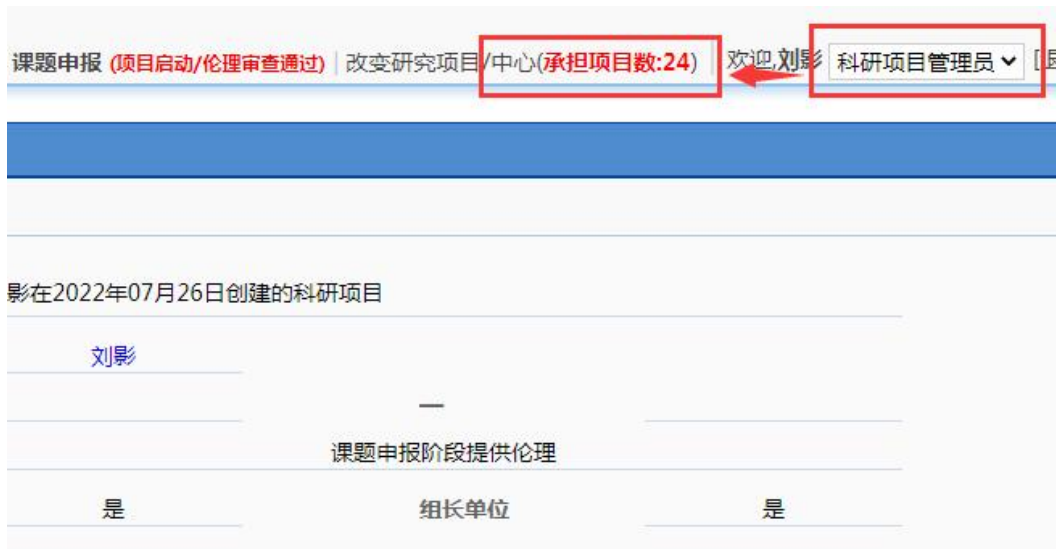 课题申报 (项目启动/伦理审查通过) 改变研究项目/中心(承担项目数:24) 欢迎,刘影 科研项目管理员
影在2022年07月26日创建的科研项目
刘影
—
课题申报阶段提供伦理
是 组长单位 是